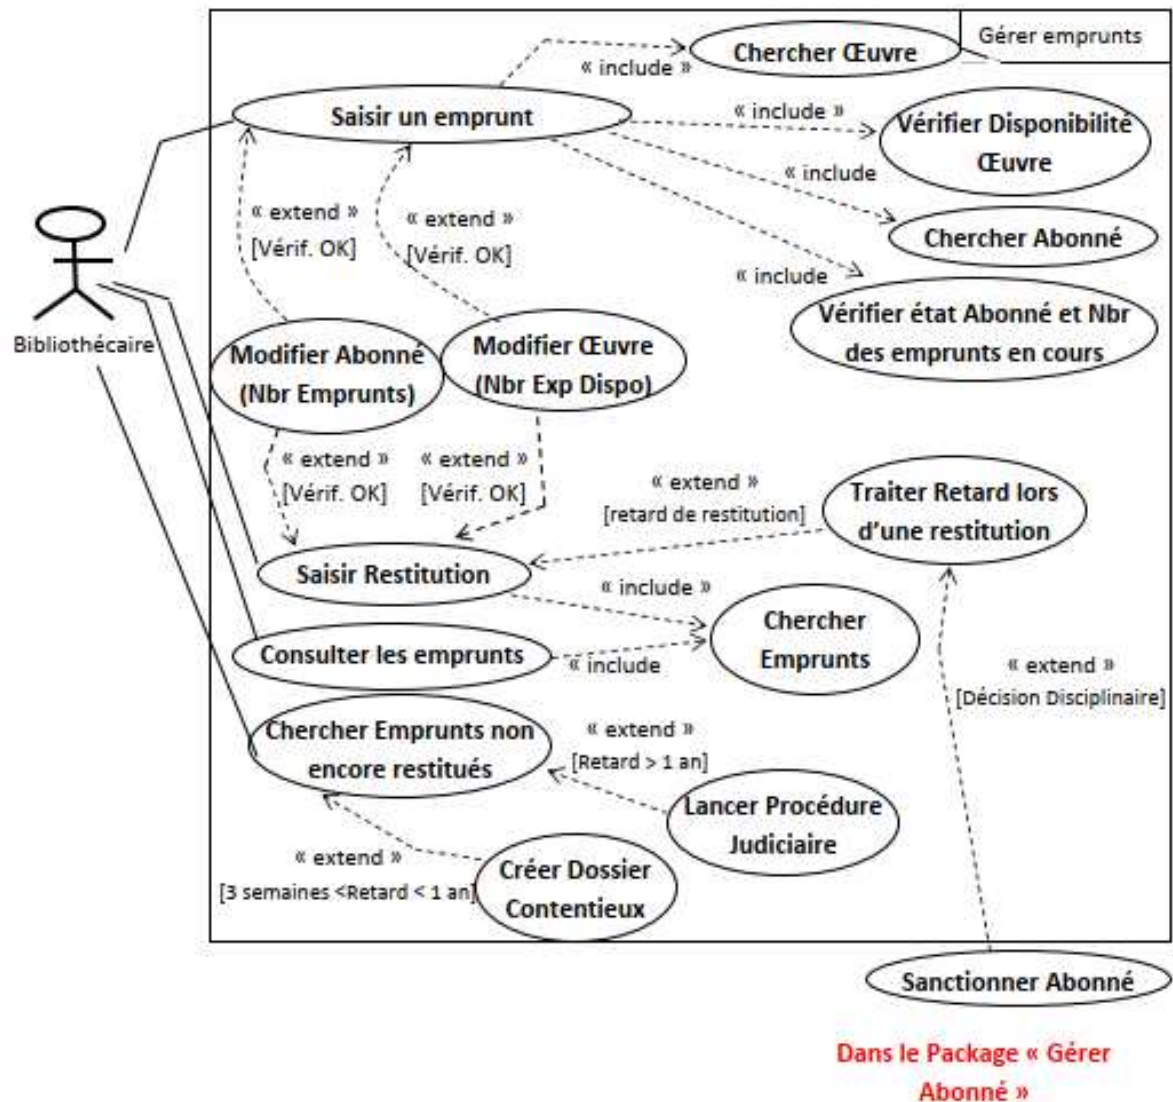 Gérer emprunts
Chercher Œuvre
« include »
Saisir un emprunt
« include »
Vérifier Disponibilité
Œuvre
« include
« extend »
[Vérif. OK]
« extend »
[Vérif. OK]
Chercher Abonné
« include
Bibliothécaire
Modifier Abonné
(Nbr Emprunts)
Modifier Œuvre
(Nbr Exp Dispo)
Vérifier état Abonné et Nbr
des emprunts en cours
« extend »
[Vérif. OK]
« extend »
[Vérif. OK]
« extend »
[retard de restitution]
Traiter Retard lors
d’une restitution
Saisir Restitution
« include »
Chercher
Emprunts
Consulter les emprunts
« include
« extend »
[Décision Disciplinaire]
Chercher Emprunts non
encore restitués
« extend »
[Retard > 1 an]
Lancer Procédure
Judiciaire
« extend »
[3 semaines <Retard < 1 an]
Créer Dossier
Contentieux
Sanctionner Abonné
Dans le Package « Gérer
Abonné »